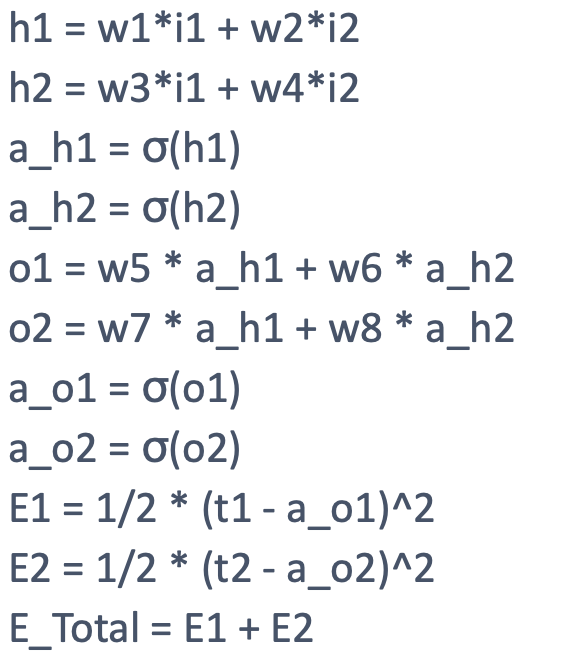 h1 = w1*i1 + w2*i2
h2 = w3*i1 + w4*i2
a_h1 = σ(h1)
a_h2 = σ(h2)
o1 = w5 * a_h1 + w6 * a_h2
o2 = w7 * a_h1 + w8 * a_h2
a_o1 = σ(o1)
a_o2 = σ(o2)
E1 = 1/2 * (t1 - a_o1)^2
E2 = 1/2 * (t2 - a_o2)^2
E_Total = E1 + E2